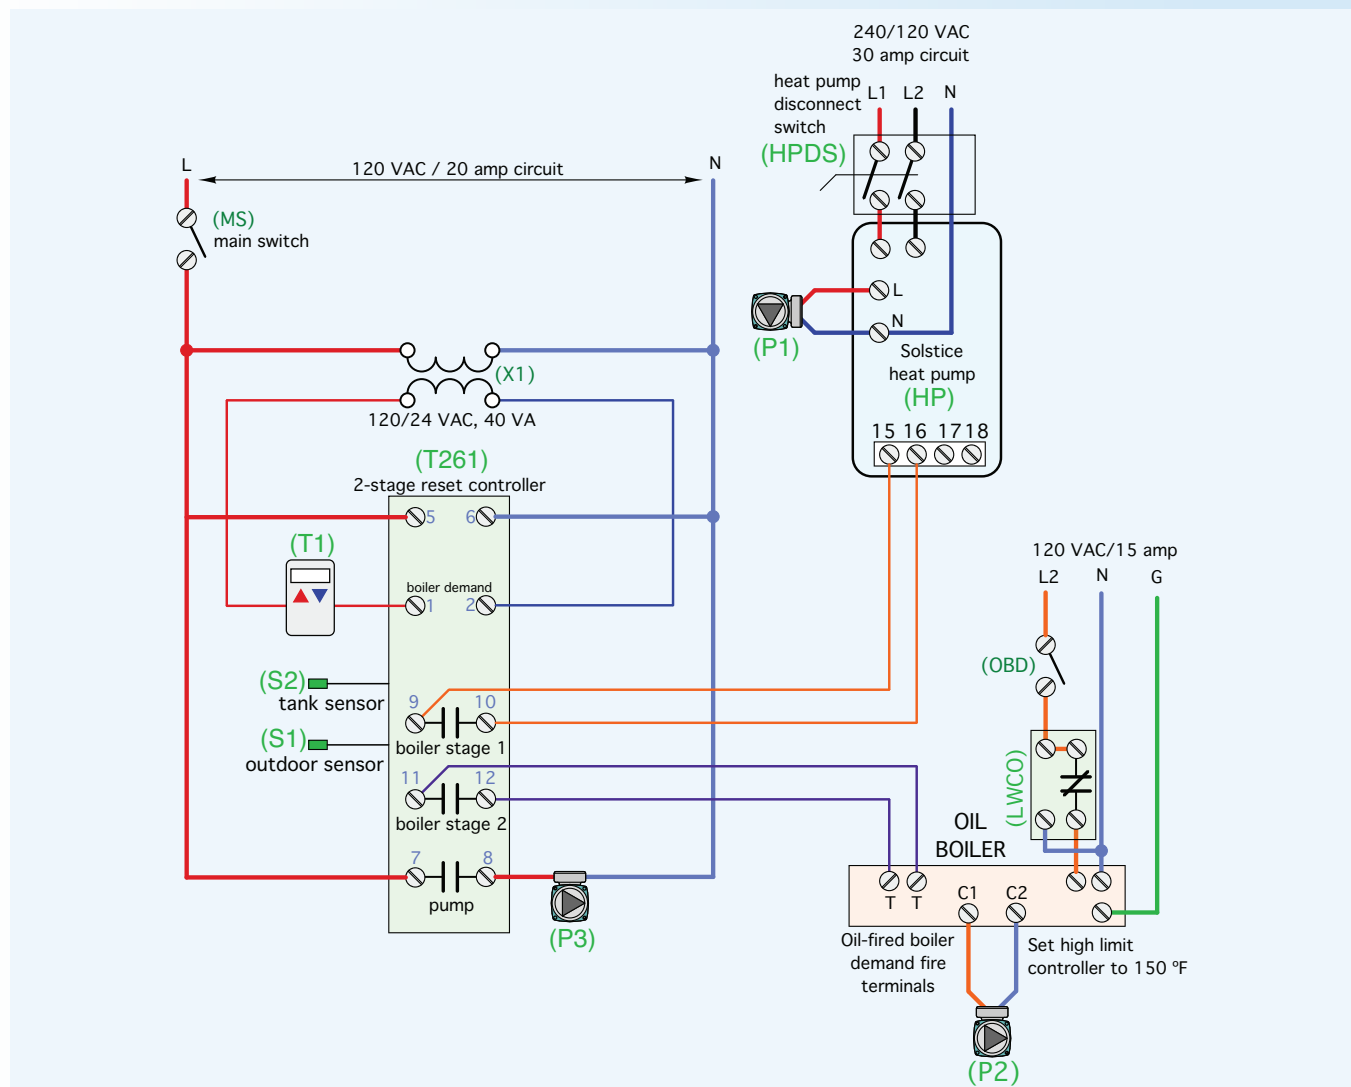 240/120 VAC
30 amp circuit
heat pump
disconnect
switch
(HPDS)
L1 L2 N
L
120 VAC / 20 amp circuit
N
(MS)
main switch
L
N
(P1)
Solstice
heat pump
(HP)
15 16 17 18
(X1)
120/24 VAC, 40 VA
(T261)
2-stage reset controller
5 6
(T1)
boiler demand
1 2
(S2)
tank sensor
9 10
boiler stage 1
(S1)
outdoor sensor
11 12
boiler stage 2
7 8
pump
(P3)
120 VAC/15 amp
L2 N G
(OBD)
(LWCO)
OIL
BOILER
T T
C1 C2
Oil-fired boiler
demand fire
terminals
Set high limit
controller to 150 ºF
(P2)